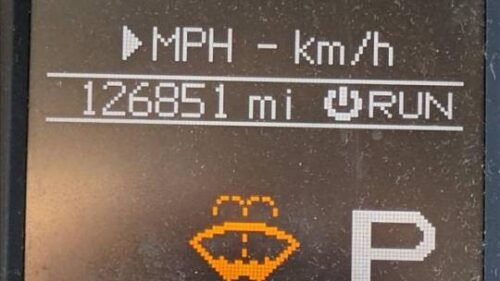 ▶MPH - km/h
126851 mi ⏻RUN
P